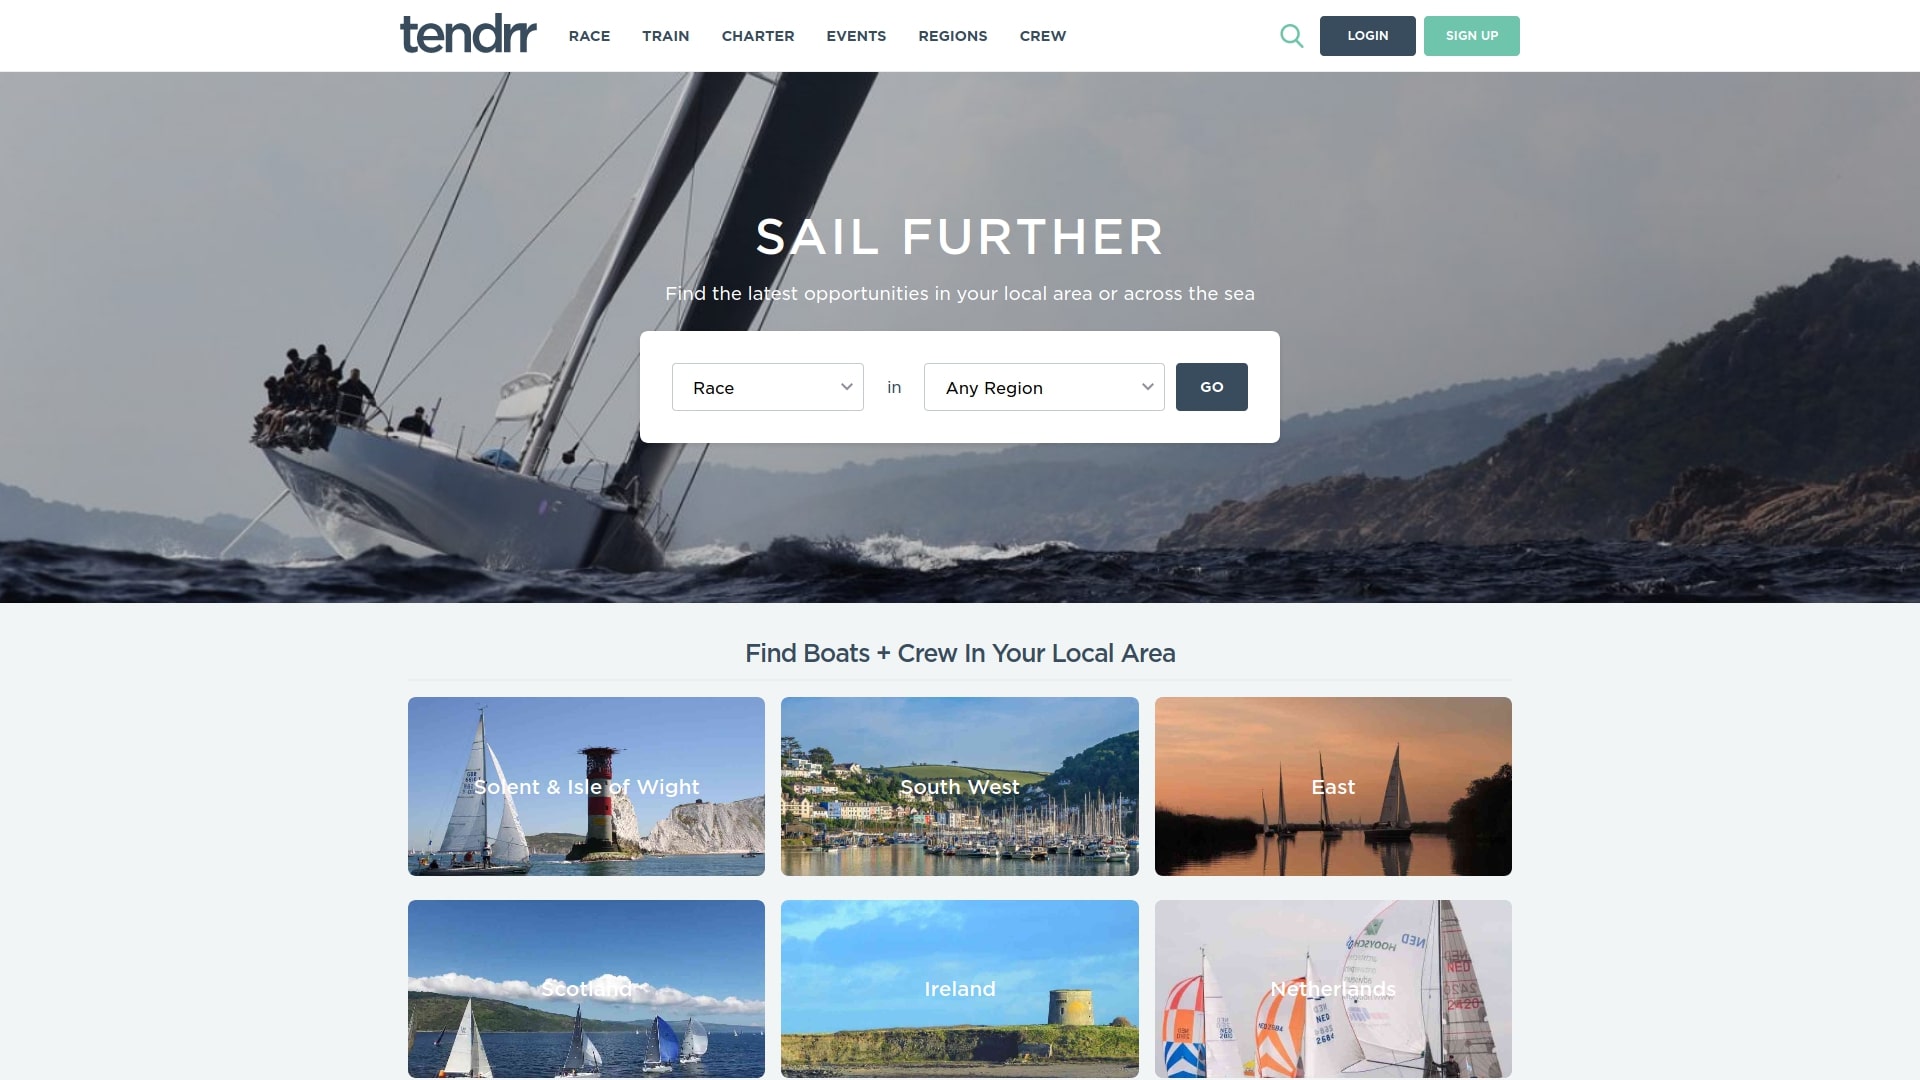 tendrr
RACE
TRAIN
CHARTER
EVENTS
REGIONS
CREW
LOGIN
SIGN UP
SAIL FURTHER
Find the latest opportunities in your local area or across the sea
Race
in
Any Region
GO
Find Boats + Crew In Your Local Area
Solent & Isle of Wight
South West
East
Scotland
Ireland
Netherlands
NED
NED